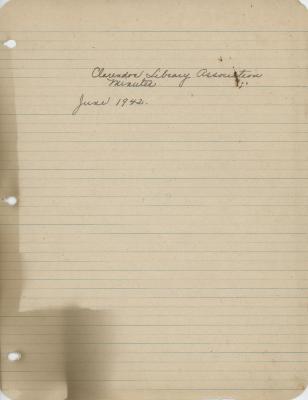 Clarendon Library Association
Minutes
June 1942.